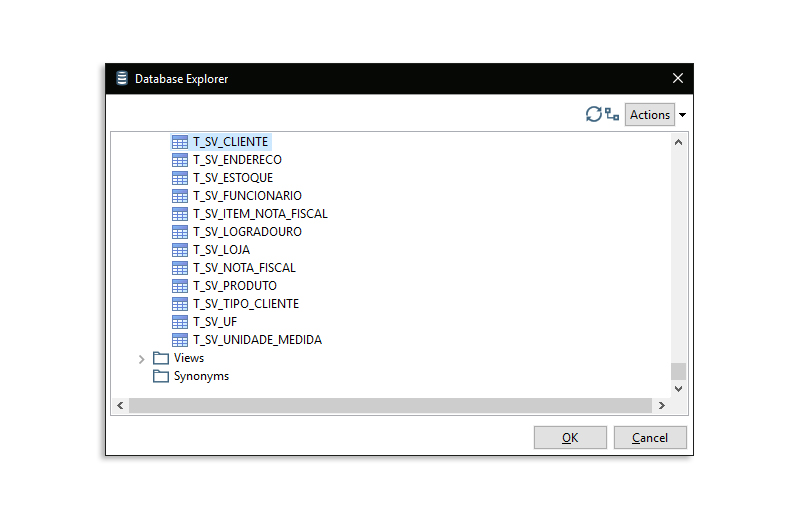 Database Explorer
Actions
T_SV_CLIENTE
T_SV_ENDERECO
T_SV_ESTOQUE
T_SV_FUNCIONARIO
T_SV_ITEM_NOTA_FISCAL
T_SV_LOGRADOURO
T_SV_LOJA
T_SV_NOTA_FISCAL
T_SV_PRODUTO
T_SV_TIPO_CLIENTE
T_SV_UF
T_SV_UNIDADE_MEDIDA
Views
Synonyms
OK Cancel